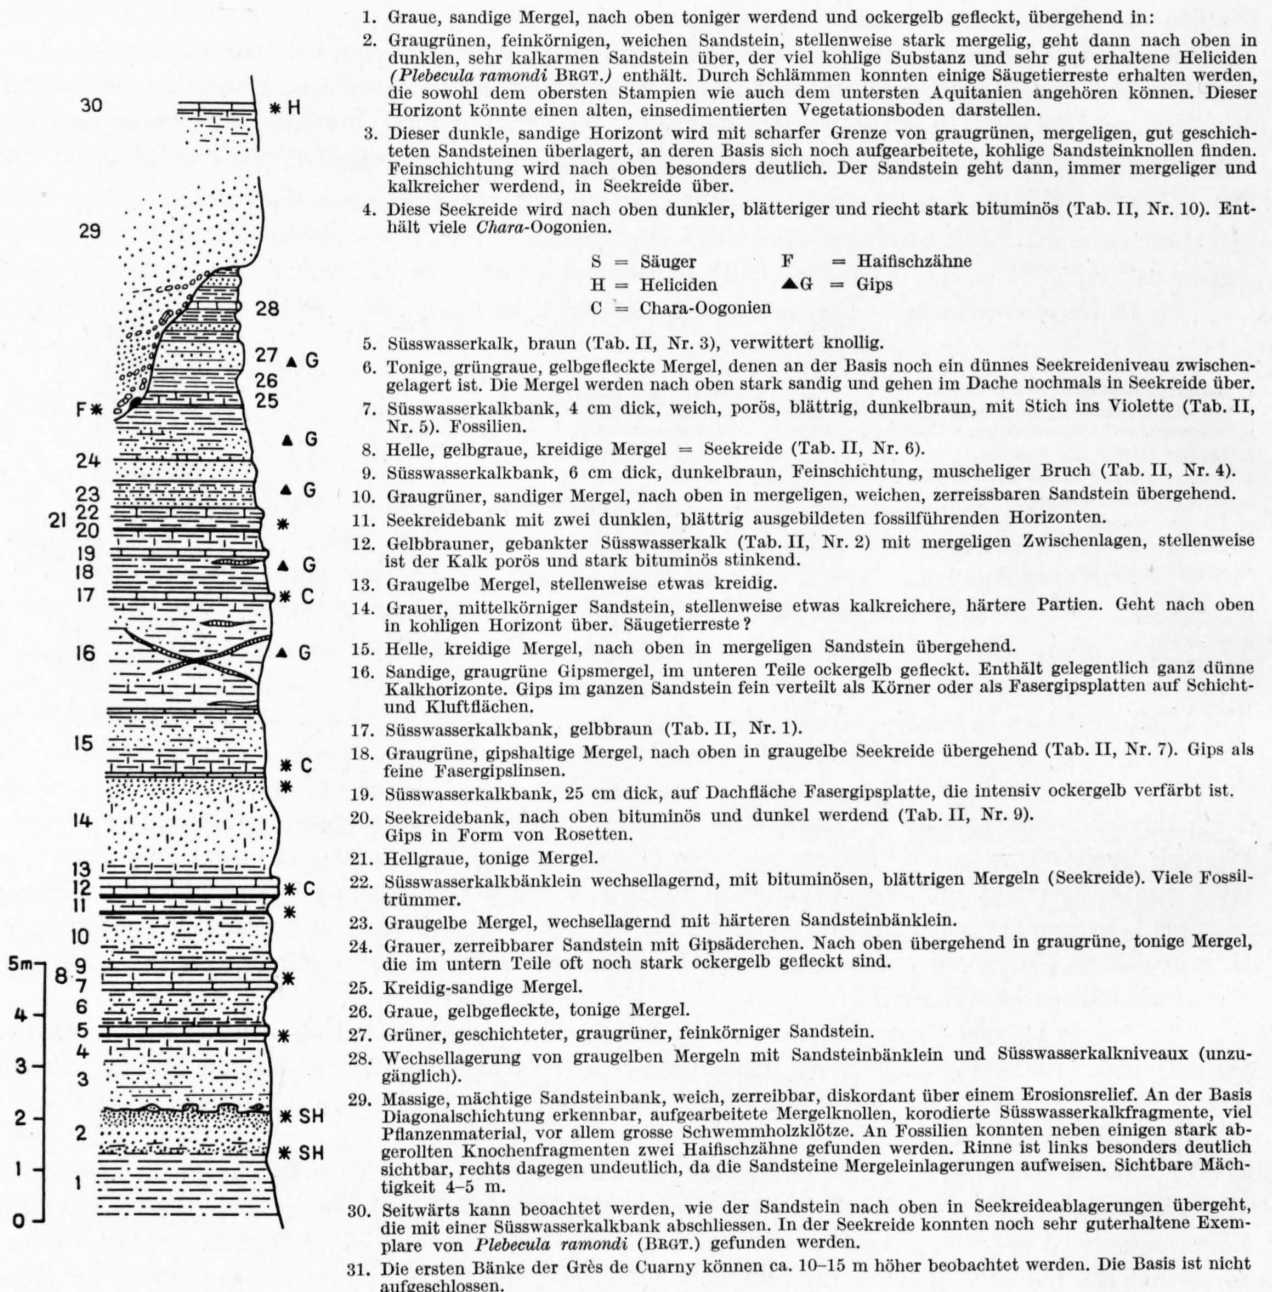 1. Graue, sandige Mergel, nach oben toniger werdend und ockergelb gefleckt, übergehend in:
2. Graugrünen, feinkörnigen, weichen Sandstein, stellenweise stark mergelig, geht dann nach oben in
dunklen, sehr kalkarmen Sandstein über, der viel kohlige Substanz und sehr gut erhaltene Heliciden
(Plebecula ramondi BRGT.) enthält. Durch Schlämmen konnten einige Säugetierreste erhalten werden,
die sowohl dem obersten Stampien wie auch dem untersten Aquitanien angehören können. Dieser
Horizont könnte einen alten, einsedimentierten Vegetationsboden darstellen.
3. Dieser dunkle, sandige Horizont wird mit scharfer Grenze von graugrünen, mergeligen, gut geschich-
teten Sandsteinen überlagert, an deren Basis sich noch aufgearbeitete, kohlige Sandsteinknollen finden.
Feinschichtung wird nach oben besonders deutlich. Der Sandstein geht dann, immer mergeliger und
kalkreicher werdend, in Seekreide über.
4. Diese Seekreide wird nach oben dunkler, blätteriger und riecht stark bituminös (Tab. II, Nr. 10). Ent-
hält viele Chara-Oogonien.
S = Säuger F = Haifischzähne
H = Heliciden ▲G = Gips
C = Chara-Oogonien
5. Süsswasserkalk, braun (Tab. II, Nr. 3), verwittert knollig.
6. Tonige, grüngraue, gelbgefleckte Mergel, denen an der Basis noch ein dünnes Seekreideniveau zwischen-
gelagert ist. Die Mergel werden nach oben stark sandig und gehen im Dache nochmals in Seekreide über.
7. Süsswasserkalkbank, 4 cm dick, weich, porös, blättrig, dunkelbraun, mit Stich ins Violette (Tab. II,
Nr. 5). Fossilien.
8. Helle, gelbgraue, kreidige Mergel = Seekreide (Tab. II, Nr. 6).
9. Süsswasserkalkbank, 6 cm dick, dunkelbraun, Feinschichtung, muscheliger Bruch (Tab. II, Nr. 4).
10. Graugrüner, sandiger Mergel, nach oben in mergeligen, weichen, zerreissbaren Sandstein übergehend.
11. Seekreidebank mit zwei dunklen, blättrig ausgebildeten fossilführenden Horizonten.
12. Gelbbrauner, gebankter Süsswasserkalk (Tab. II, Nr. 2) mit mergeligen Zwischenlagen, stellenweise
ist der Kalk porös und stark bituminös stinkend.
13. Graugelbe Mergel, stellenweise etwas kreidig.
14. Grauer, mittelkörniger Sandstein, stellenweise etwas kalkreichere, härtere Partien. Geht nach oben
in kohligen Horizont über. Säugetierreste?
15. Helle, kreidige Mergel, nach oben in mergeligen Sandstein übergehend.
16. Sandige, graugrüne Gipsmergel, im unteren Teile ockergelb gefleckt. Enthält gelegentlich ganz dünne
Kalkhorizonte. Gips im ganzen Sandstein fein verteilt als Körner oder als Fasergipsplatten auf Schicht-
und Kluftflächen.
17. Süsswasserkalkbank, gelbbraun (Tab. II, Nr. 1).
18. Graugrüne, gipshaltige Mergel, nach oben in graugelbe Seekreide übergehend (Tab. II, Nr. 7). Gips als
feine Fasergipslinsen.
19. Süsswasserkalkbank, 25 cm dick, auf Dachfläche Fasergipsplatte, die intensiv ockergelb verfärbt ist.
20. Seekreidebank, nach oben bituminös und dunkel werdend (Tab. II, Nr. 9).
Gips in Form von Rosetten.
21. Hellgraue, tonige Mergel.
22. Süsswasserkalkbänklein wechsellagernd, mit bituminösen, blättrigen Mergeln (Seekreide). Viele Fossil-
trümmer.
23. Graugelbe Mergel, wechsellagernd mit härteren Sandsteinbänklein.
24. Grauer, zerreibbarer Sandstein mit Gipsäderchen. Nach oben übergehend in graugrüne, tonige Mergel,
die im untern Teile oft noch stark ockergelb gefleckt sind.
25. Kreidig-sandige Mergel.
26. Graue, gelbgefleckte, tonige Mergel.
27. Grüner, geschichteter, graugrüner, feinkörniger Sandstein.
28. Wechsellagerung von graugelben Mergeln mit Sandsteinbänklein und Süsswasserkalkniveaux (unzu-
gänglich).
29. Massige, mächtige Sandsteinbank, weich, zerreibbar, diskordant über einem Erosionsrelief. An der Basis
Diagonalschichtung erkennbar, aufgearbeitete Mergelknollen, korodierte Süsswasserkalkfragmente, viel
Pflanzenmaterial, vor allem grosse Schwemmholzklötze. An Fossilien konnten neben einigen stark ab-
gerollten Knochenfragmenten zwei Haifischzähne gefunden werden. Rinne ist links besonders deutlich
sichtbar, rechts dagegen undeutlich, da die Sandsteine Mergeleinlagerungen aufweisen. Sichtbare Mäch-
tigkeit 4–5 m.
30. Seitwärts kann beoachtet werden, wie der Sandstein nach oben in Seekreideablagerungen übergeht,
die mit einer Süsswasserkalkbank abschliessen. In der Seekreide konnten noch sehr guterhaltene Exem-
plare von Plebecula ramondi (BRGT.) gefunden werden.
31. Die ersten Bänke der Grès de Cuarny können ca. 10–15 m höher beobachtet werden. Die Basis ist nicht
aufgeschlossen.
30 * H
29
28
27 ▲ G
26
25
F *
▲ G
24
▲ G
23
22
21 *
20
19
▲ G
18
17 * C
16 ▲ G
15
* C
*
14
13
12 * C
11 *
10
5m
9
8 *
7
6
4
5 *
4
3
3
2 * SH
2
* SH
1
1
0